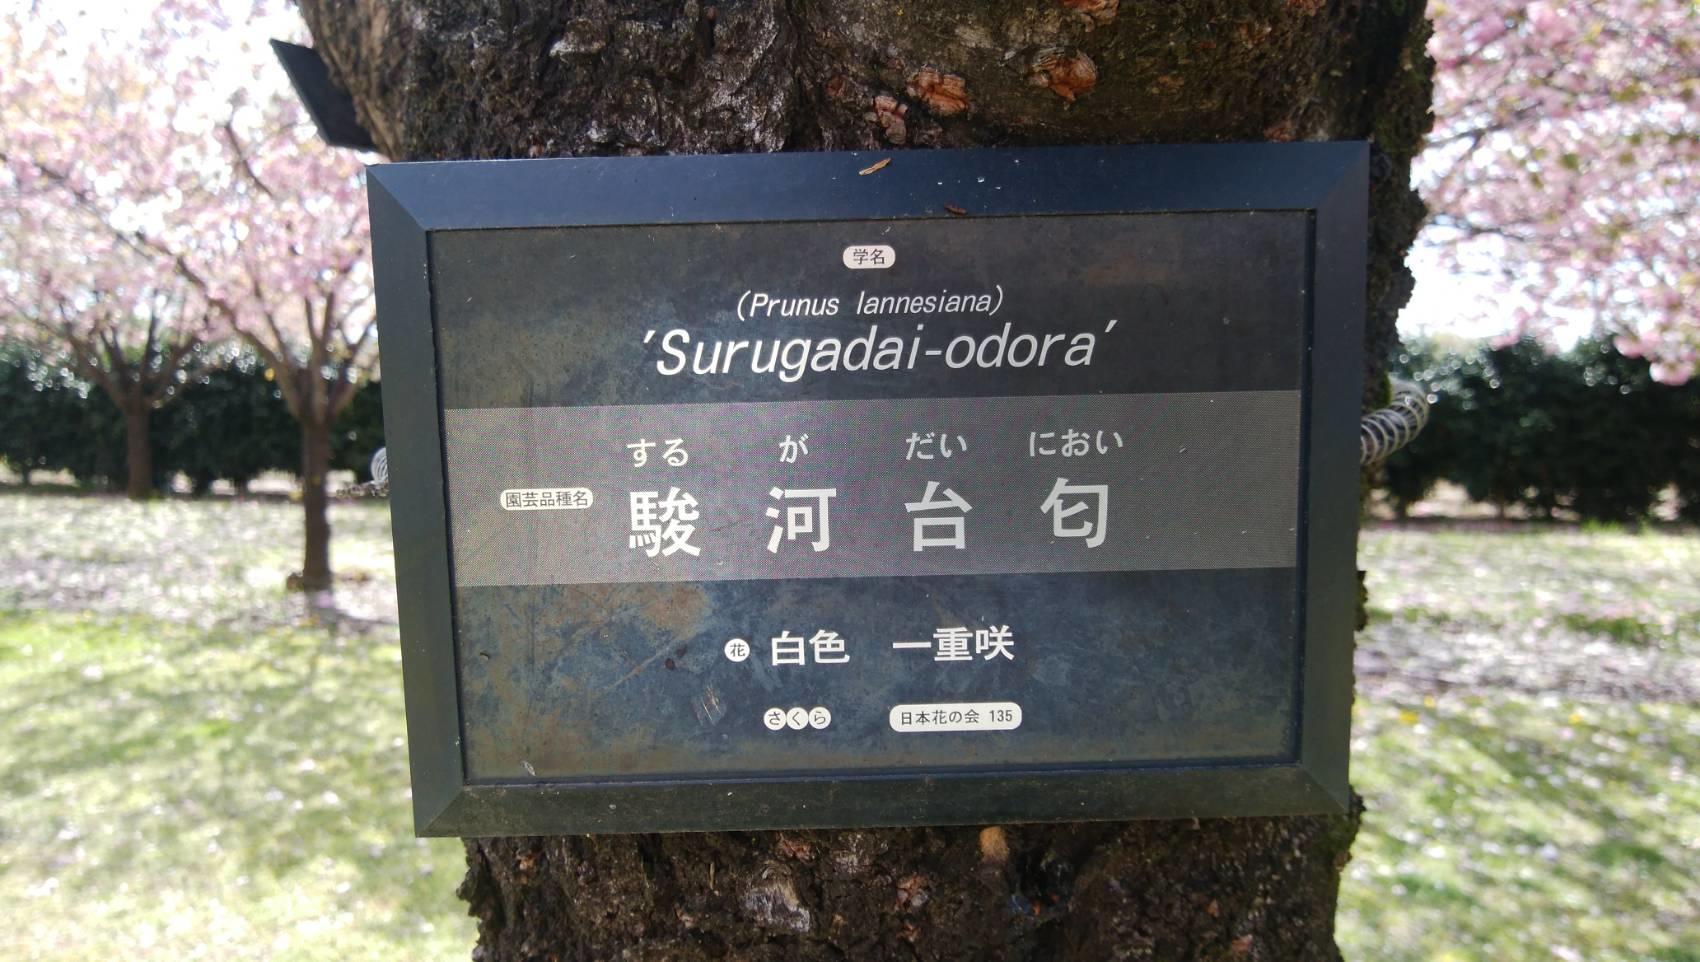 学名
(Prunus lannesiana)
'Surugadai-odora'
する が だい におい
園芸品種名 駿河台匂
花 白色 一重咲
さくら 日本花の会 135